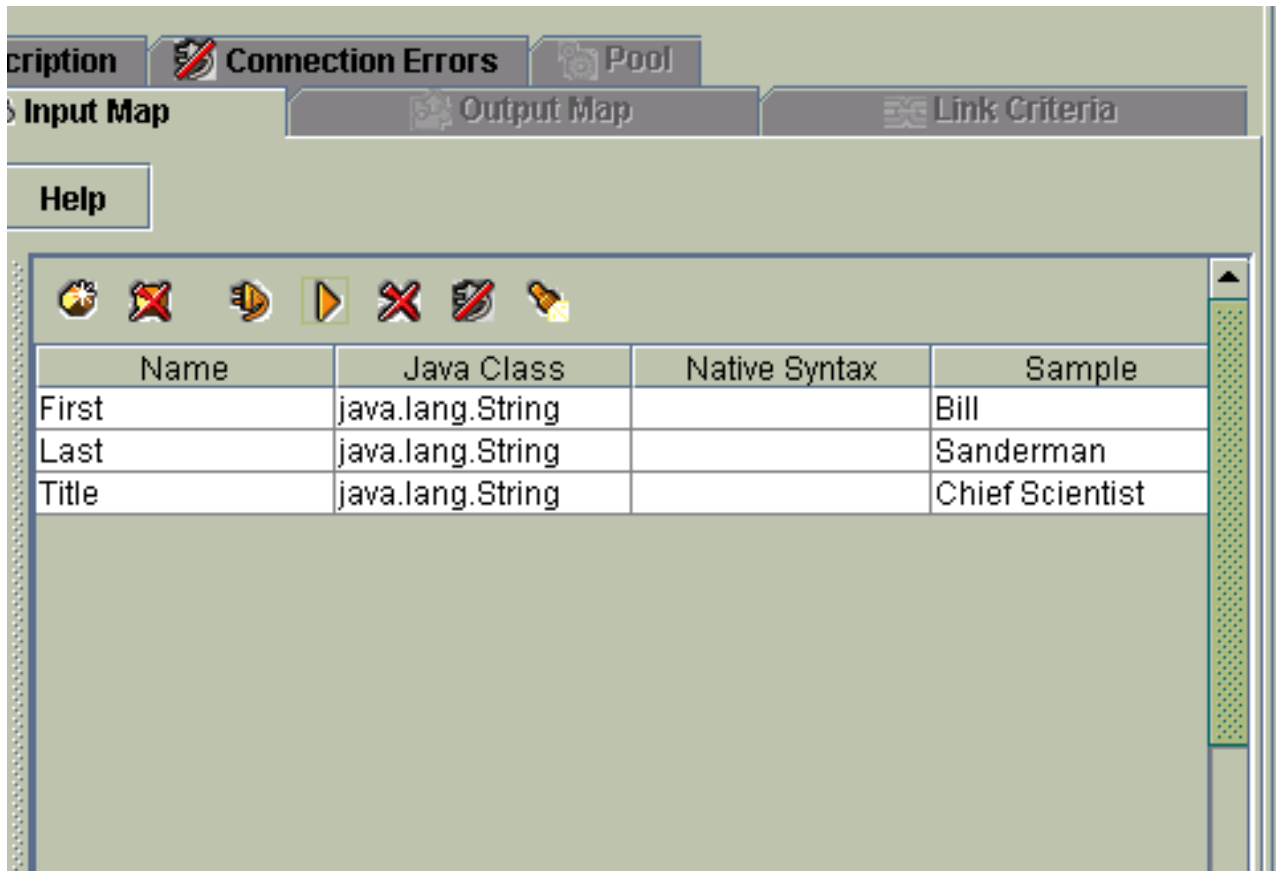 cription Connection Errors Pool
Input Map Output Map Link Criteria
Help
Name Java Class Native Syntax Sample
First java.lang.String Bill
Last java.lang.String Sanderman
Title java.lang.String Chief Scientist